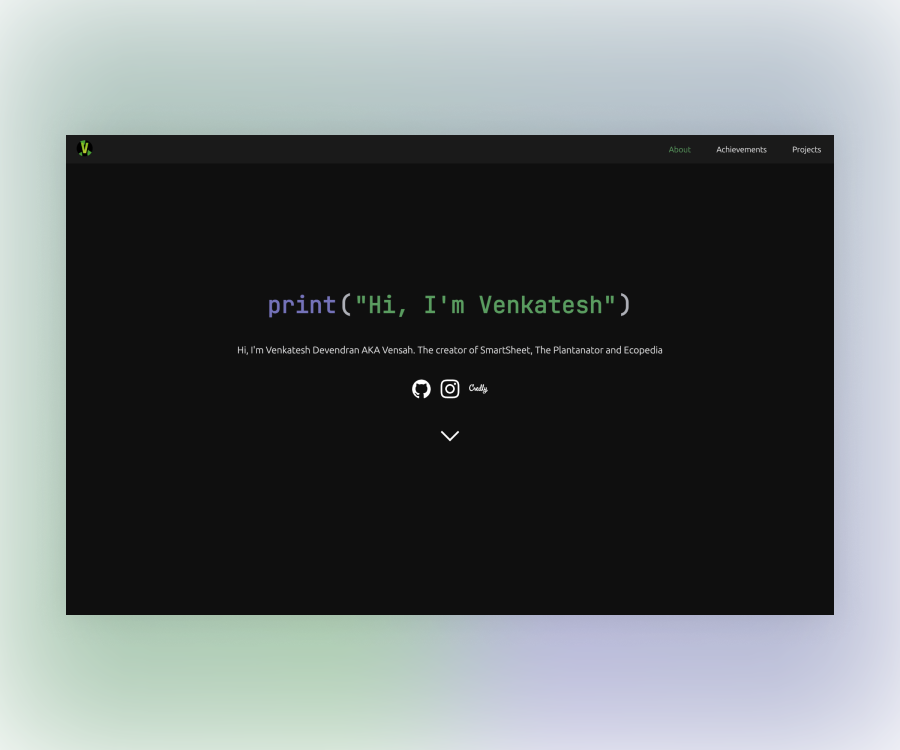 V
About Achievements Projects
print("Hi, I'm Venkatesh")
Hi, I'm Venkatesh Devendran AKA Vensah. The creator of SmartSheet, The Plantanator and Ecopedia
Credly